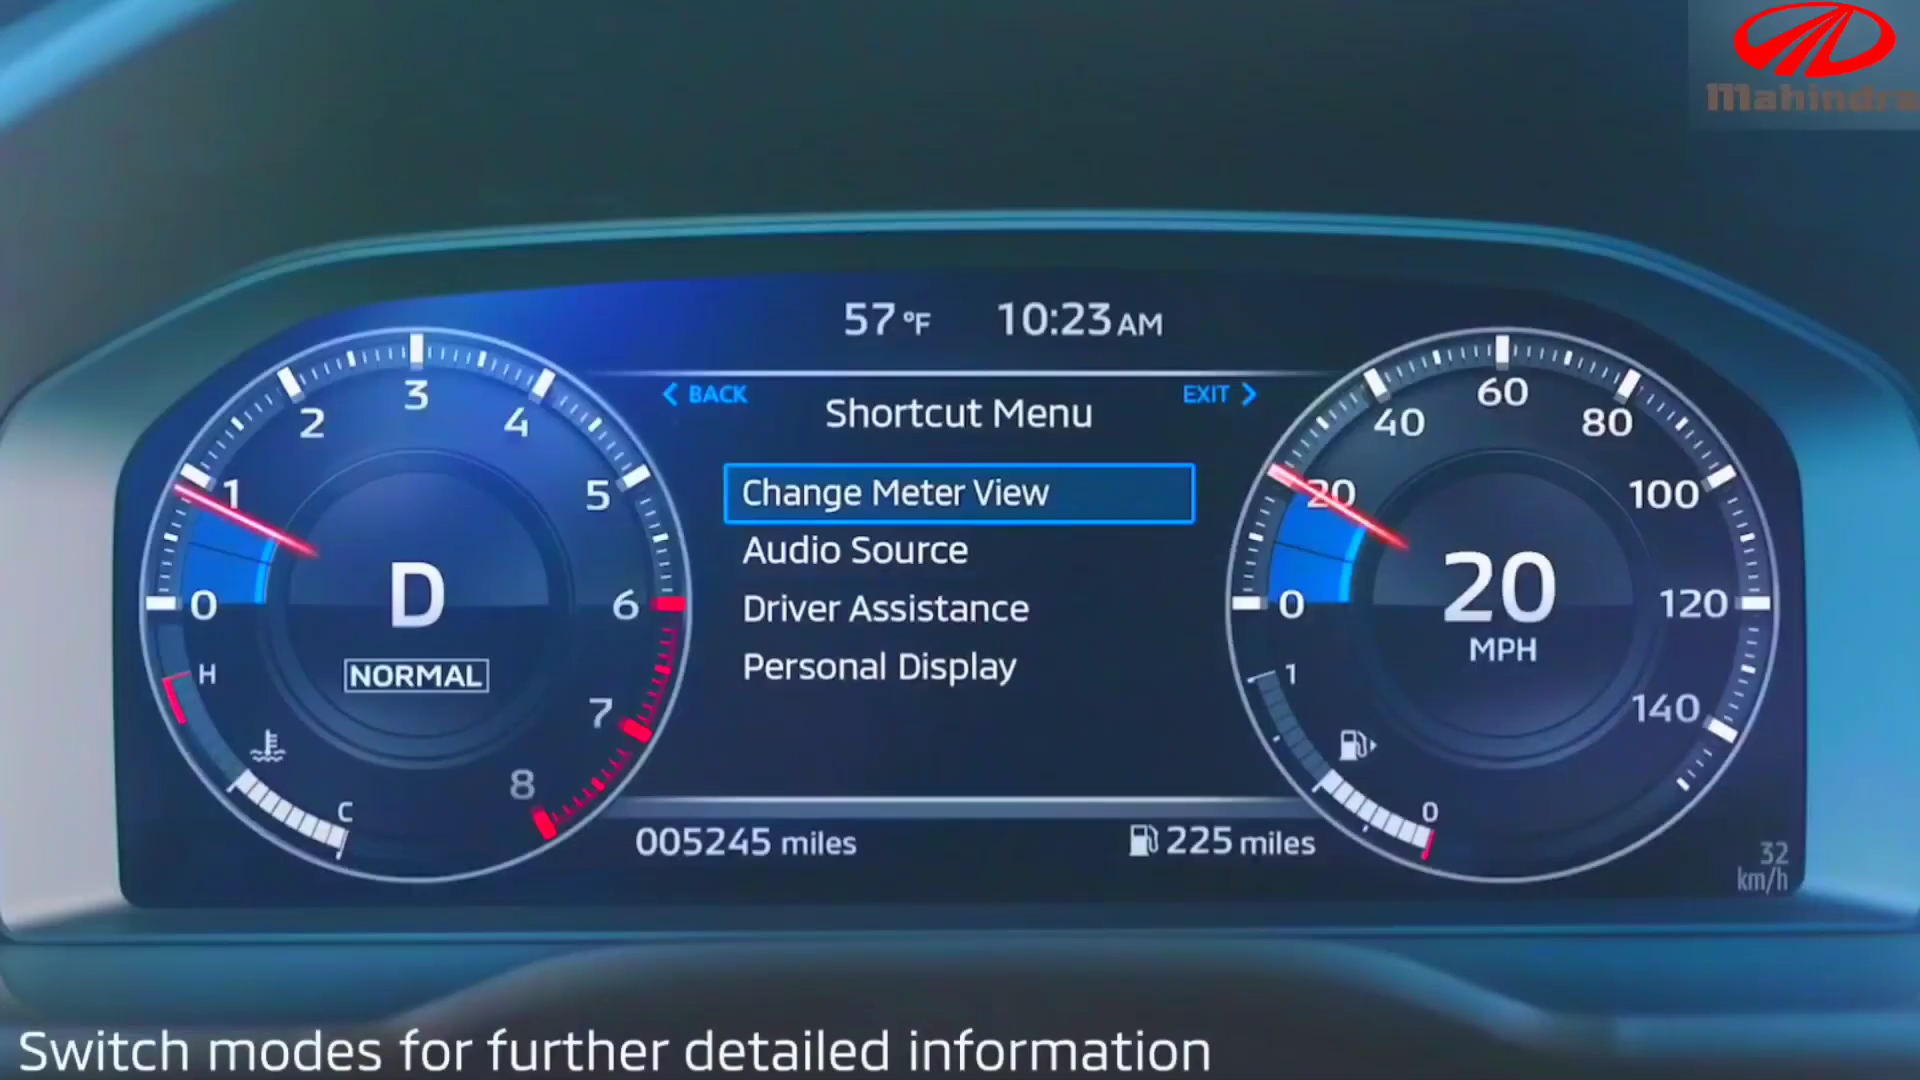 Mahindra
57 °F 10:23 AM
BACK
EXIT
Shortcut Menu
Change Meter View
Audio Source
Driver Assistance
Personal Display
0
1
2
3
4
5
6
7
8
D
NORMAL
H
C
0
20
40
60
80
100
120
140
20
MPH
1
0
005245 miles
225 miles
32
km/h
Switch modes for further detailed information